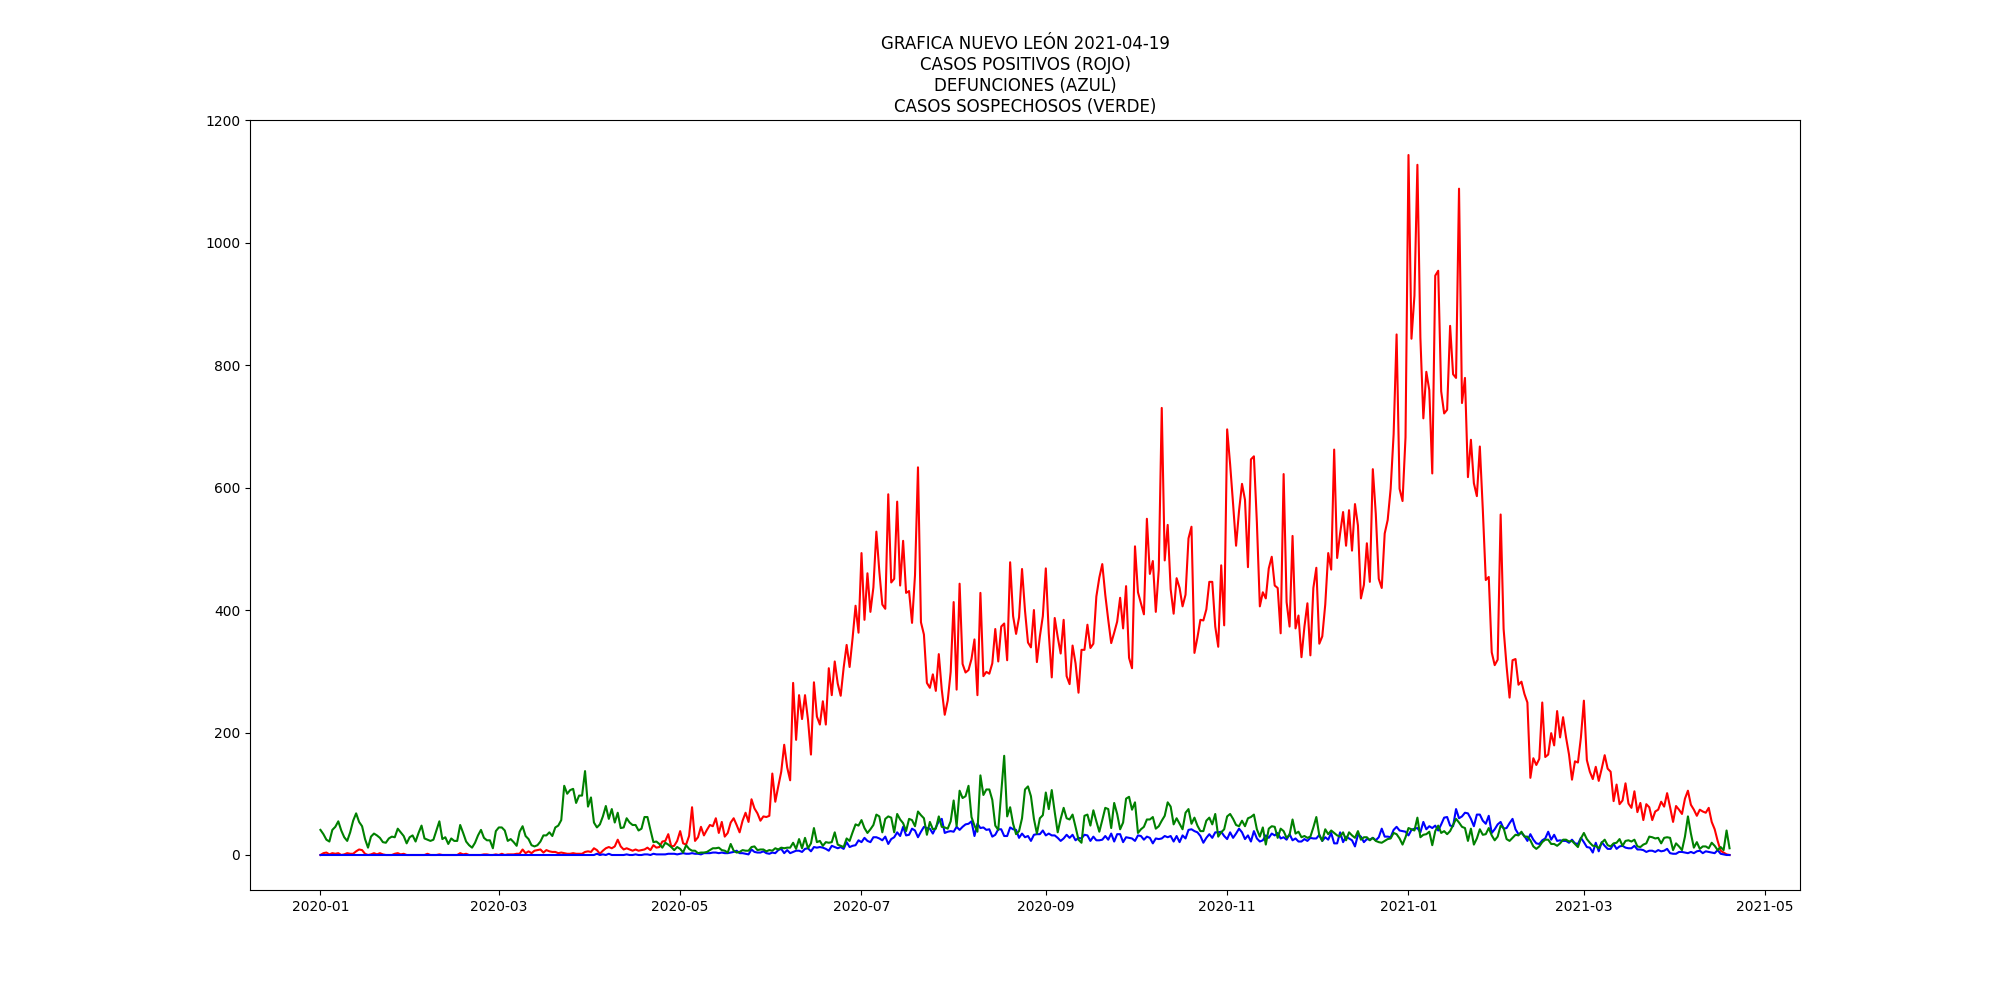 GRAFICA NUEVO LEÓN 2021-04-19
CASOS POSITIVOS (ROJO)
DEFUNCIONES (AZUL)
CASOS SOSPECHOSOS (VERDE)
1200
1000
800
600
400
200
0
2020-01 2020-03 2020-05 2020-07 2020-09 2020-11 2021-01 2021-03 2021-05